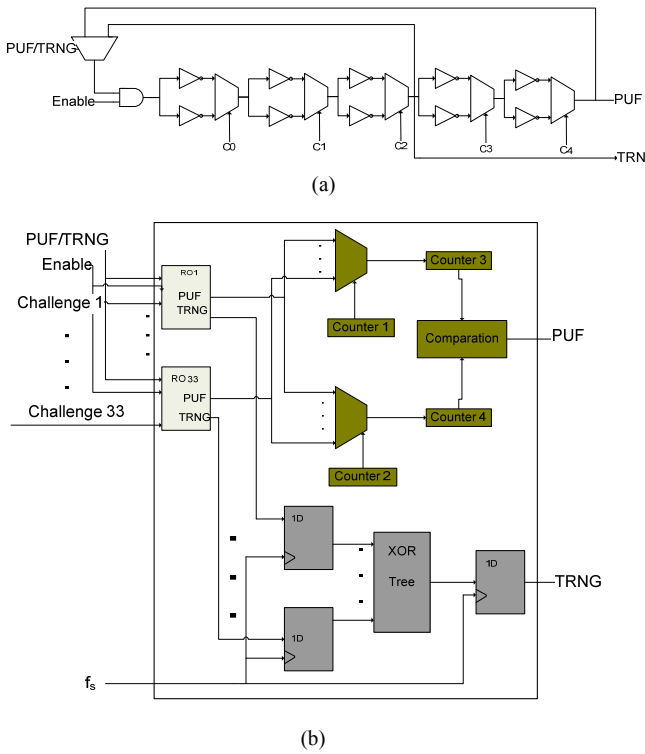 PUF/TRNG
Enable
C0
C1
C2
C3
C4
PUF
TRN
(a)
PUF/TRNG
Enable
Challenge 1
Challenge 33
RO1
PUF
TRNG
RO33
PUF
TRNG
Counter 1
Counter 3
Comparation
PUF
Counter 4
Counter 2
1D
XOR
Tree
1D
TRNG
1D
fs
(b)